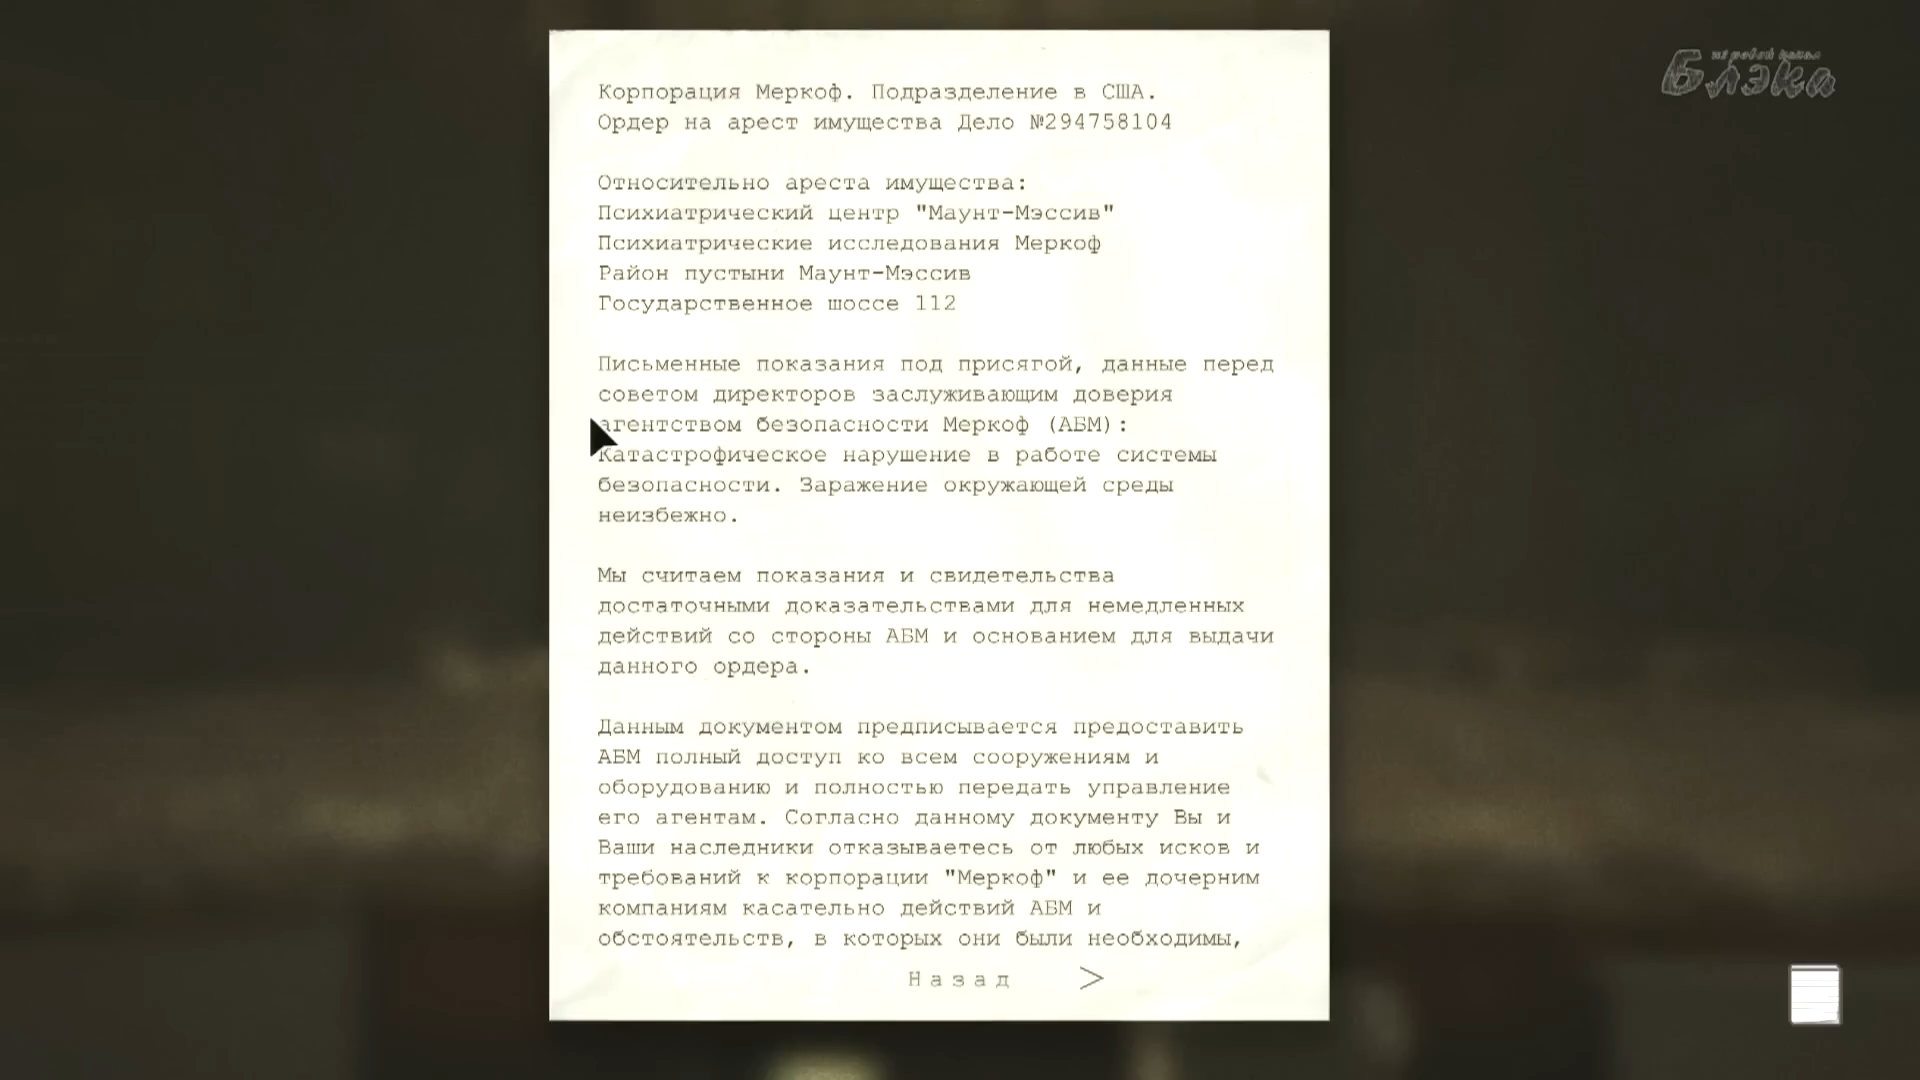 Блэка
Корпорация Меркоф. Подразделение в США.
Ордер на арест имущества Дело №294758104
Относительно ареста имущества:
Психиатрический центр "Маунт-Мэссив"
Психиатрические исследования Меркоф
Район пустыни Маунт-Мэссив
Государственное шоссе 112
Письменные показания под присягой, данные перед
советом директоров заслуживающим доверия
агентством безопасности Меркоф (АБМ):
Катастрофическое нарушение в работе системы
безопасности. Заражение окружающей среды
неизбежно.
Мы считаем показания и свидетельства
достаточными доказательствами для немедленных
действий со стороны АБМ и основанием для выдачи
данного ордера.
Данным документом предписывается предоставить
АБМ полный доступ ко всем сооружениям и
оборудованию и полностью передать управление
его агентам. Согласно данному документу Вы и
Ваши наследники отказываетесь от любых исков и
требований к корпорации "Меркоф" и ее дочерним
компаниям касательно действий АБМ и
обстоятельств, в которых они были необходимы,
Назад >